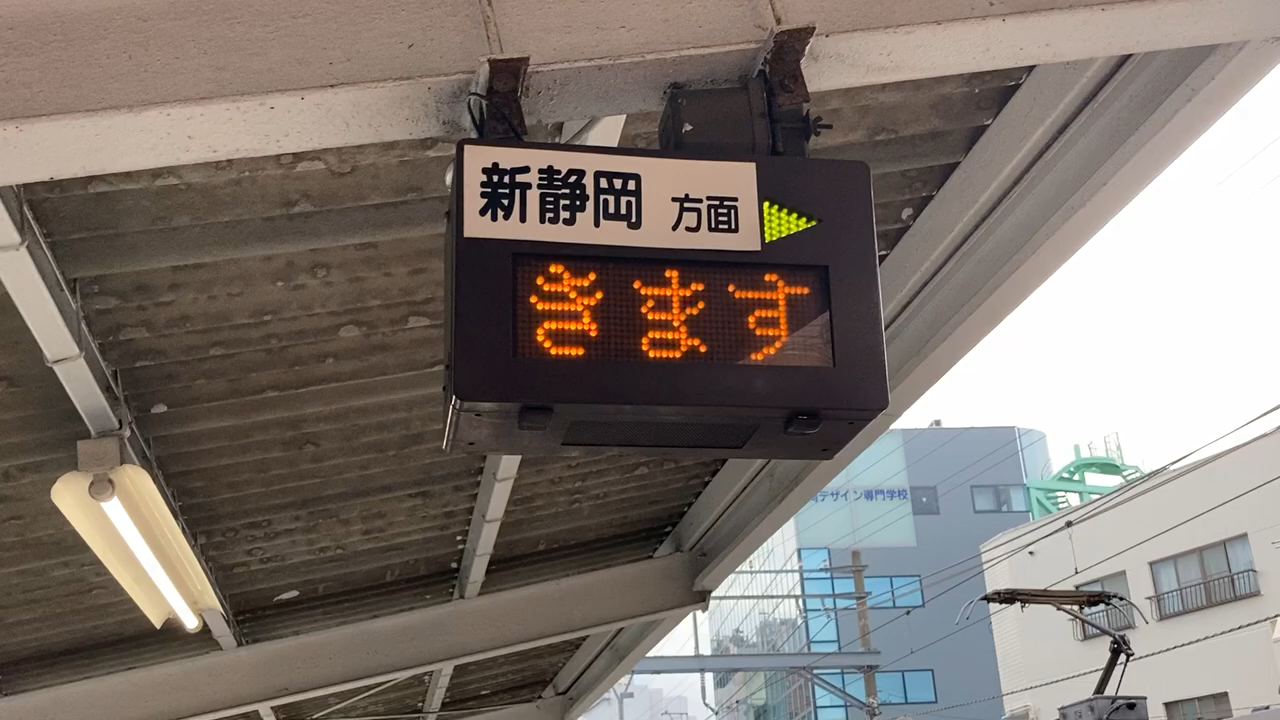 新静岡 方面
きます
デザイン専門学校